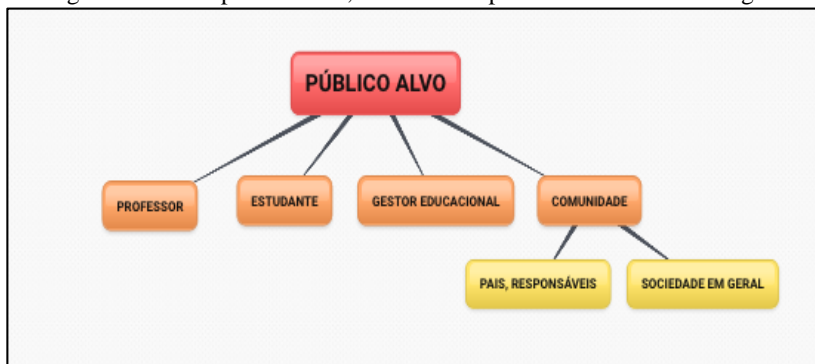 PÚBLICO ALVO
PROFESSOR
ESTUDANTE
GESTOR EDUCACIONAL
COMUNIDADE
PAIS, RESPONSÁVEIS
SOCIEDADE EM GERAL